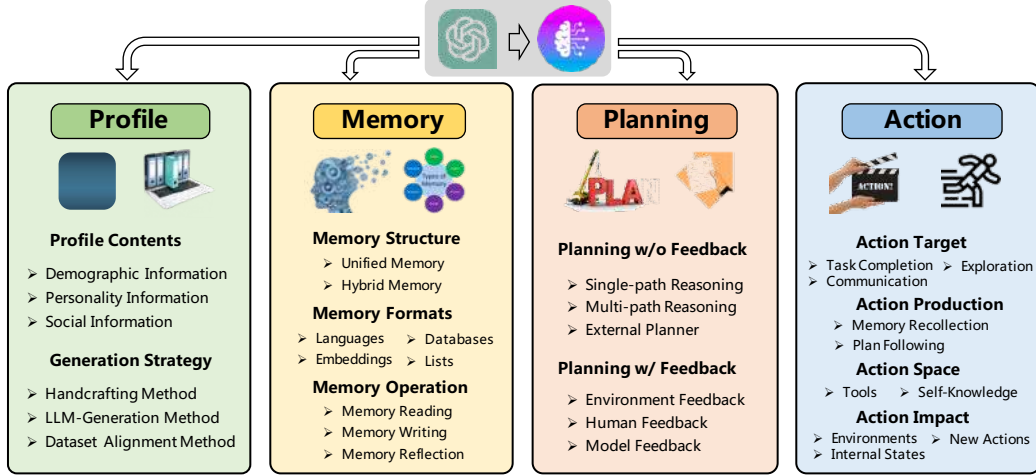 Profile
Profile Contents
Demographic Information
Personality Information
Social Information
Generation Strategy
Handcrafting Method
LLM-Generation Method
Dataset Alignment Method
Memory
Types of
Memory
Memory Structure
Unified Memory
Hybrid Memory
Memory Formats
Languages
Databases
Embeddings
Lists
Memory Operation
Memory Reading
Memory Writing
Memory Reflection
Planning
PLAN
Planning w/o Feedback
Single-path Reasoning
Multi-path Reasoning
External Planner
Planning w/ Feedback
Environment Feedback
Human Feedback
Model Feedback
Action
ACTION!
Action Target
Task Completion
Exploration
Communication
Action Production
Memory Recollection
Plan Following
Action Space
Tools
Self-Knowledge
Action Impact
Environments
New Actions
Internal States